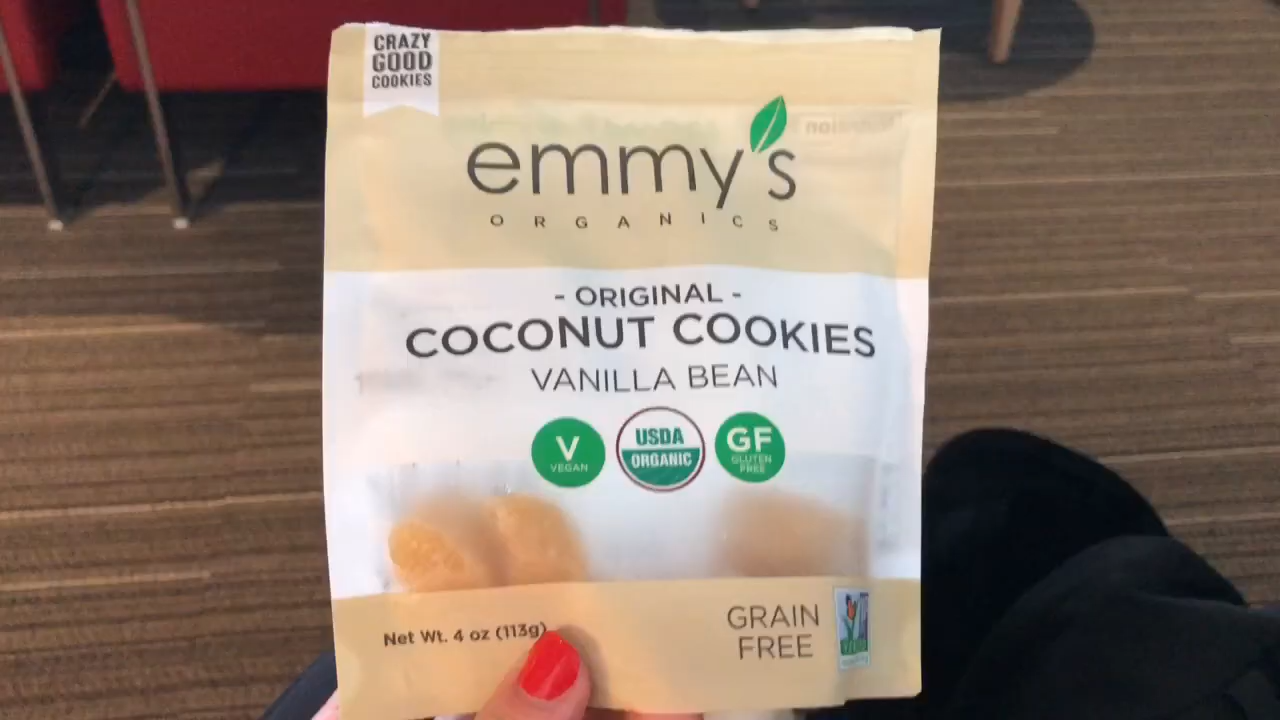 CRAZY
GOOD
COOKIES
emmy's
ORGANICS
- ORIGINAL -
COCONUT COOKIES
VANILLA BEAN
V
VEGAN
USDA
ORGANIC
GF
GLUTEN
FREE
Net Wt. 4 oz (113g)
GRAIN
FREE